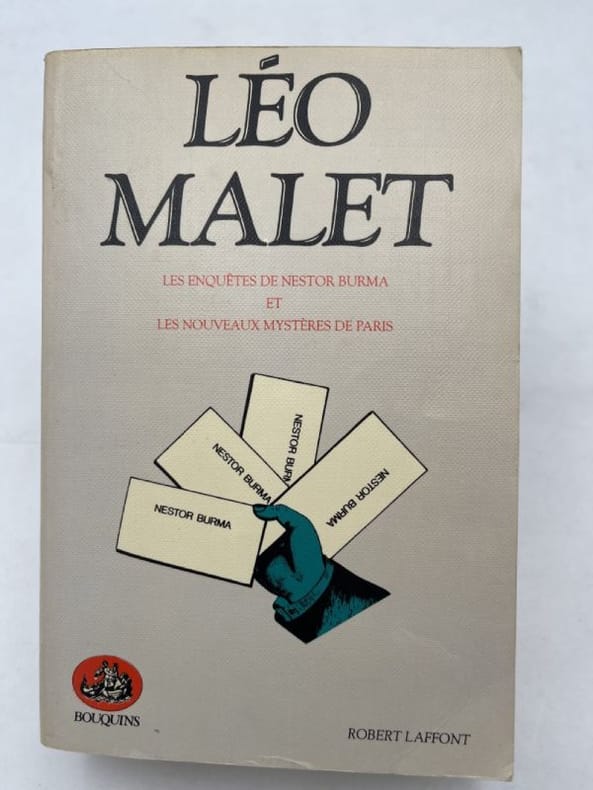 LÉO
MALET
LES ENQUÊTES DE NESTOR BURMA
ET
LES NOUVEAUX MYSTÈRES DE PARIS
NESTOR BURMA
NESTOR BURMA
NESTOR BURM
NESTOR BURMA
BOUQUINS
ROBERT LAFFONT